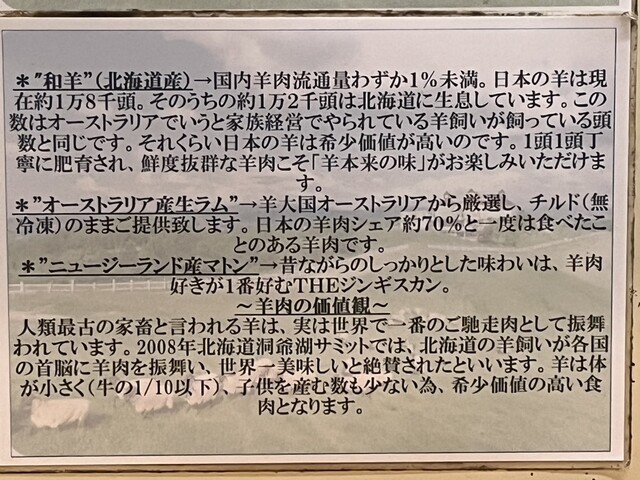 ＊"和羊"（北海道産）→国内羊肉流通量わずか1%未満。日本の羊は現
在約1万8千頭。そのうちの約1万2千頭は北海道に生息しています。この
数はオーストラリアでいうと家族経営でやられている羊飼いが飼っている頭
数と同じです。それくらい日本の羊は希少価値が高いのです。1頭1頭丁
寧に肥育され、鮮度抜群な羊肉こそ「羊本来の味」がお楽しみいただけま
す。
＊"オーストラリア産生ラム"→羊大国オーストラリアから厳選し、チルド（無
冷凍）のままご提供致します。日本の羊肉シェア約70%と一度は食べたこ
とのある羊肉です。
＊"ニュージーランド産マトン"→昔ながらのしっかりとした味わいは、羊肉
好きが1番好むTHEジンギスカン。
～羊肉の価値観～
人類最古の家畜と言われる羊は、実は世界で一番のご馳走肉として振舞
われています。2008年北海道洞爺湖サミットでは、北海道の羊飼いが各国
の首脳に羊肉を振舞い、世界一美味しいと絶賛されたといいます。羊は体
が小さく（牛の1/10以下）、子供を産む数も少ない為、希少価値の高い食
肉となります。